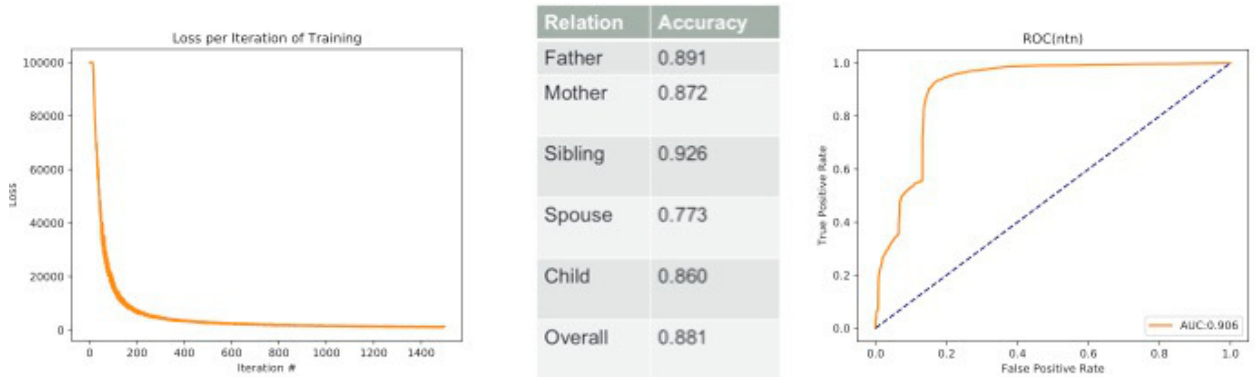 Loss per Iteration of Training
100000
80000
60000
40000
20000
0
Loss
0 200 400 600 800 1000 1200 1400
Iteration #
Relation Accuracy
Father 0.891
Mother 0.872
Sibling 0.926
Spouse 0.773
Child 0.860
Overall 0.881
ROC(ntn)
1.0
0.8
0.6
0.4
0.2
0.0
True Positive Rate
AUC:0.906
0.0 0.2 0.4 0.6 0.8 1.0
False Positive Rate